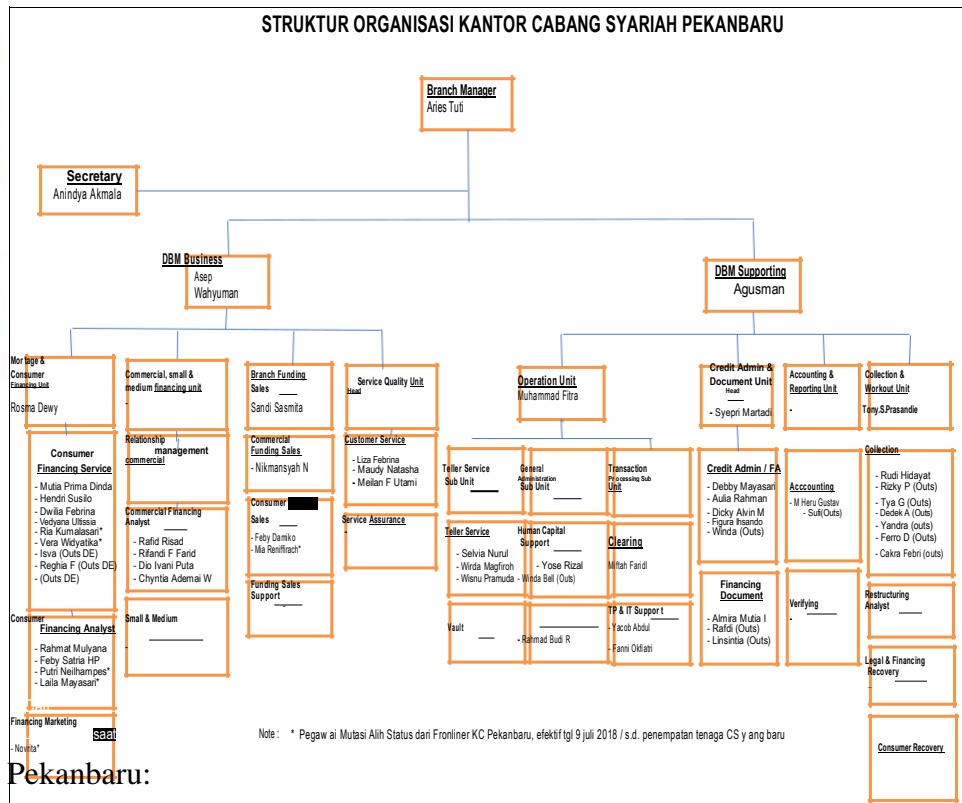 STRUKTUR ORGANISASI KANTOR CABANG SYARIAH PEKANBARU
Branch Manager
Aries Tuti
Secretary
Anindya Akmala
DBM Business
Asep
Wahyuman
DBM Supporting
Agusman
Mortage &
Consumer
Financing Unit
Rosma Dewy
Commercial, small &
medium financing unit
-
Branch Funding
Sales
Sandi Sasmita
Service Quality Unit
Head
Operation Unit
Muhammad Fitra
Credit Admin &
Document Unit
Head
- Syepri Martadi
Accounting &
Reporting Unit
-
Collection &
Workout Unit
Tony.S.Prasandie
Consumer
Financing Service
- Mutia Prima Dinda
- Hendri Susilo
- Dwilia Febrina
- Vedyana Ultissia
- Ria Kumalasari*
- Vera Widyatika*
- Isva (Outs DE)
- Reghia F (Outs DE)
- (Outs DE)
Relationship management
commercial
Commercial Financing
Analyst
- Rafid Risad
- Rifandi F Farid
- Dio Ivani Puta
- Chyntia Ademai W
Small & Medium
-
Commercial
Funding Sales
- Nikmansyah N
Consumer
Sales
- Feby Damiko
- Mia Reniffirach*
Funding Sales
Support
-
Customer Service
- Liza Febrina
- Maudy Natasha
- Meilan F Utami
Service Assurance
-
Teller Service
Sub Unit
Teller Service
- Selvia Nurul
- Wirda Magfiroh
- Wisnu Pramuda
Vault
General
Administration
Sub Unit
Human Capital
Support
- Yose Rizal
- Winda Bell (Outs)
- Rahmad Budi R
Transaction
Processing Sub
Unit
Clearing
Miftah Faridl
TP & IT Suppor t
- Yacob Abdul
- Fanni Okfiatri
Credit Admin / FA
- Debby Mayasari
- Aulia Rahman
- Dicky Alvin M
- Figura Ihsando
- Winda (Outs)
Financing
Document
- Almira Mutia I
- Rafdi (Outs)
- Linsintia (Outs)
Acccounting
- M Heru Gustav
- Sufi(Outs)
Verifying
-
Collection
- Rudi Hidayat
- Rizky P (Outs)
- Tya G (Outs)
- Dedek A (Outs)
- Yandra (outs)
- Ferro D (Outs)
- Cakra Febri (outs)
Restructuring
Analyst
Legal & Financing
Recovery
-
Consumer Recovery
Consumer
Financing Analyst
- Rahmat Mulyana
- Feby Satria HP
- Putri Neilhampes*
- Laila Mayasari*
Financing Marketing
saat
- Novrita*
Note : * Pegaw ai Mutasi Alih Status dari Fronliner KC Pekanbaru, efektif tgl 9 juli 2018 / s.d. penempatan tenaga CS y ang baru
Pekanbaru: